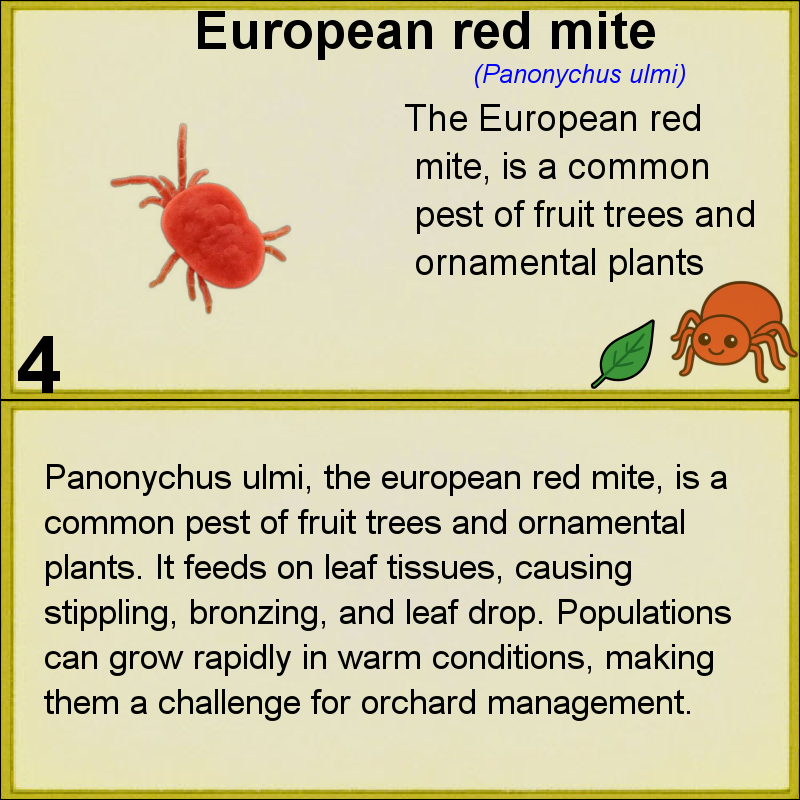 European red mite
(Panonychus ulmi)
The European red
mite, is a common
pest of fruit trees and
ornamental plants
4
Panonychus ulmi, the european red mite, is a
common pest of fruit trees and ornamental
plants. It feeds on leaf tissues, causing
stippling, bronzing, and leaf drop. Populations
can grow rapidly in warm conditions, making
them a challenge for orchard management.